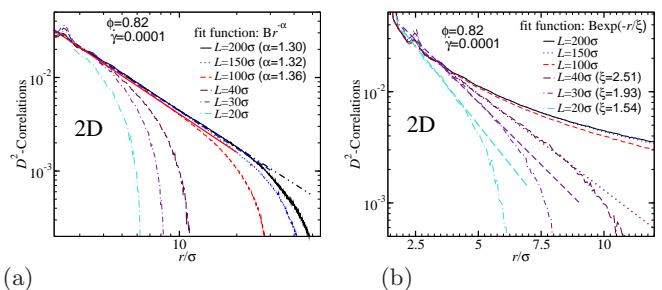 ϕ=0.82
γ̇=0.0001
fit function: Br^-α
L=200σ (α=1.30)
L=150σ (α=1.32)
L=100σ (α=1.36)
L=40σ
L=30σ
L=20σ
2D
10^-2
10^-3
D^2-Correlations
10
r/σ
(a)
ϕ=0.82
γ̇=0.0001
fit function: Bexp(-r/ξ)
L=200σ
L=150σ
L=100σ
L=40σ (ξ=2.51)
L=30σ (ξ=1.93)
L=20σ (ξ=1.54)
2D
10^-2
10^-3
D^2-Correlations
2.5 5 7.5 10
r/σ
(b)